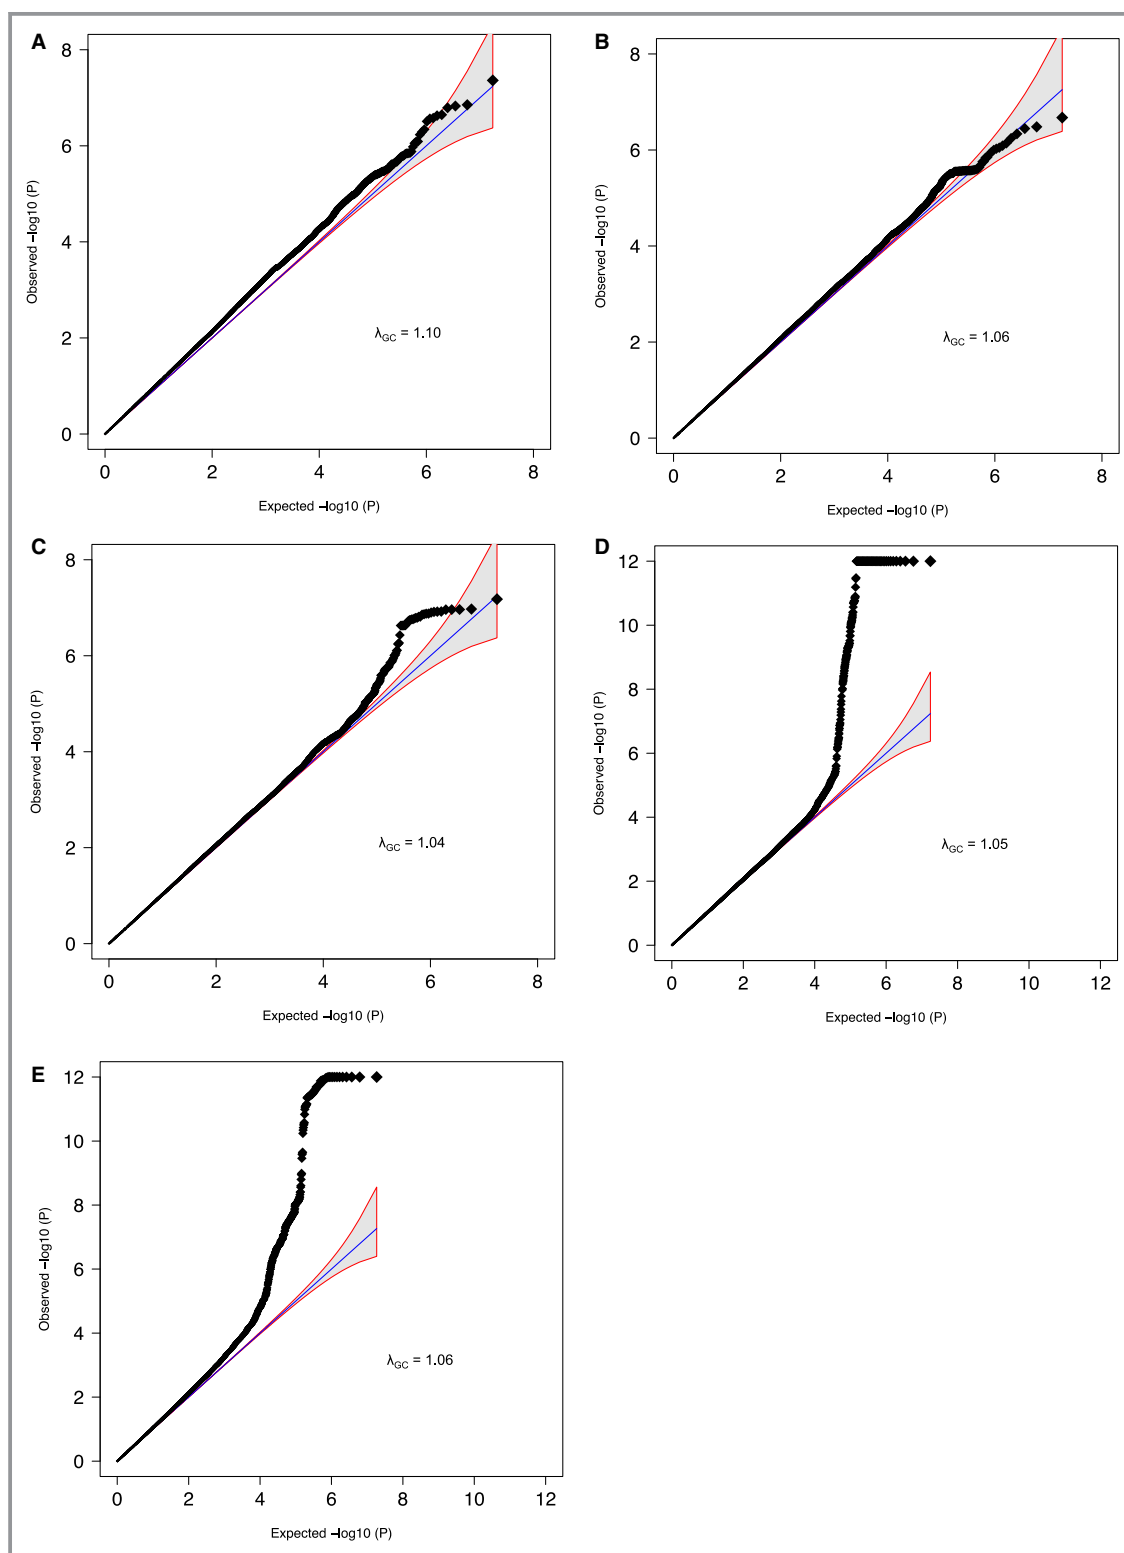 A
8
6
4
2
0
Observed −log10 (P)
λGC = 1.10
0 2 4 6 8
Expected −log10 (P)
B
8
6
4
2
0
Observed −log10 (P)
λGC = 1.06
0 2 4 6 8
Expected −log10 (P)
C
8
6
4
2
0
Observed −log10 (P)
λGC = 1.04
0 2 4 6 8
Expected −log10 (P)
D
12
10
8
6
4
2
0
Observed −log10 (P)
λGC = 1.05
0 2 4 6 8 10 12
Expected −log10 (P)
E
12
10
8
6
4
2
0
Observed −log10 (P)
λGC = 1.06
0 2 4 6 8 10 12
Expected −log10 (P)